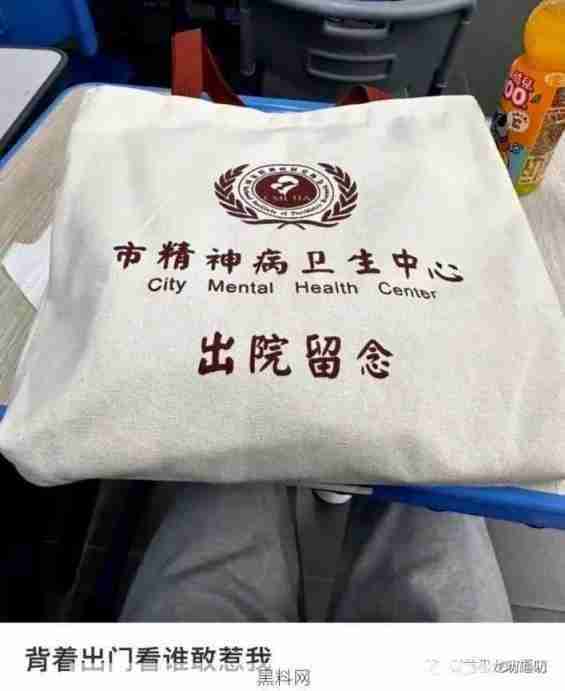 市精神病卫生中心
City Mental Health Center
出院留念
背着出门看谁敢惹我
黑料网